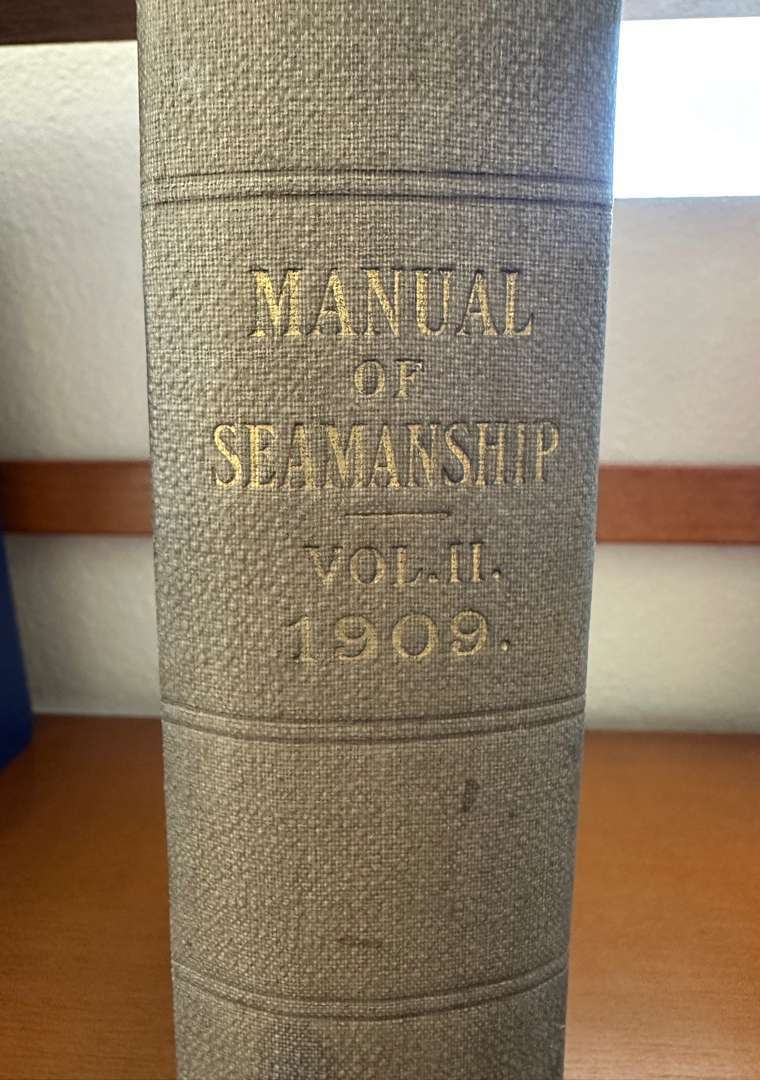 MANUAL
OF
SEAMANSHIP
VOL. II.
1909.